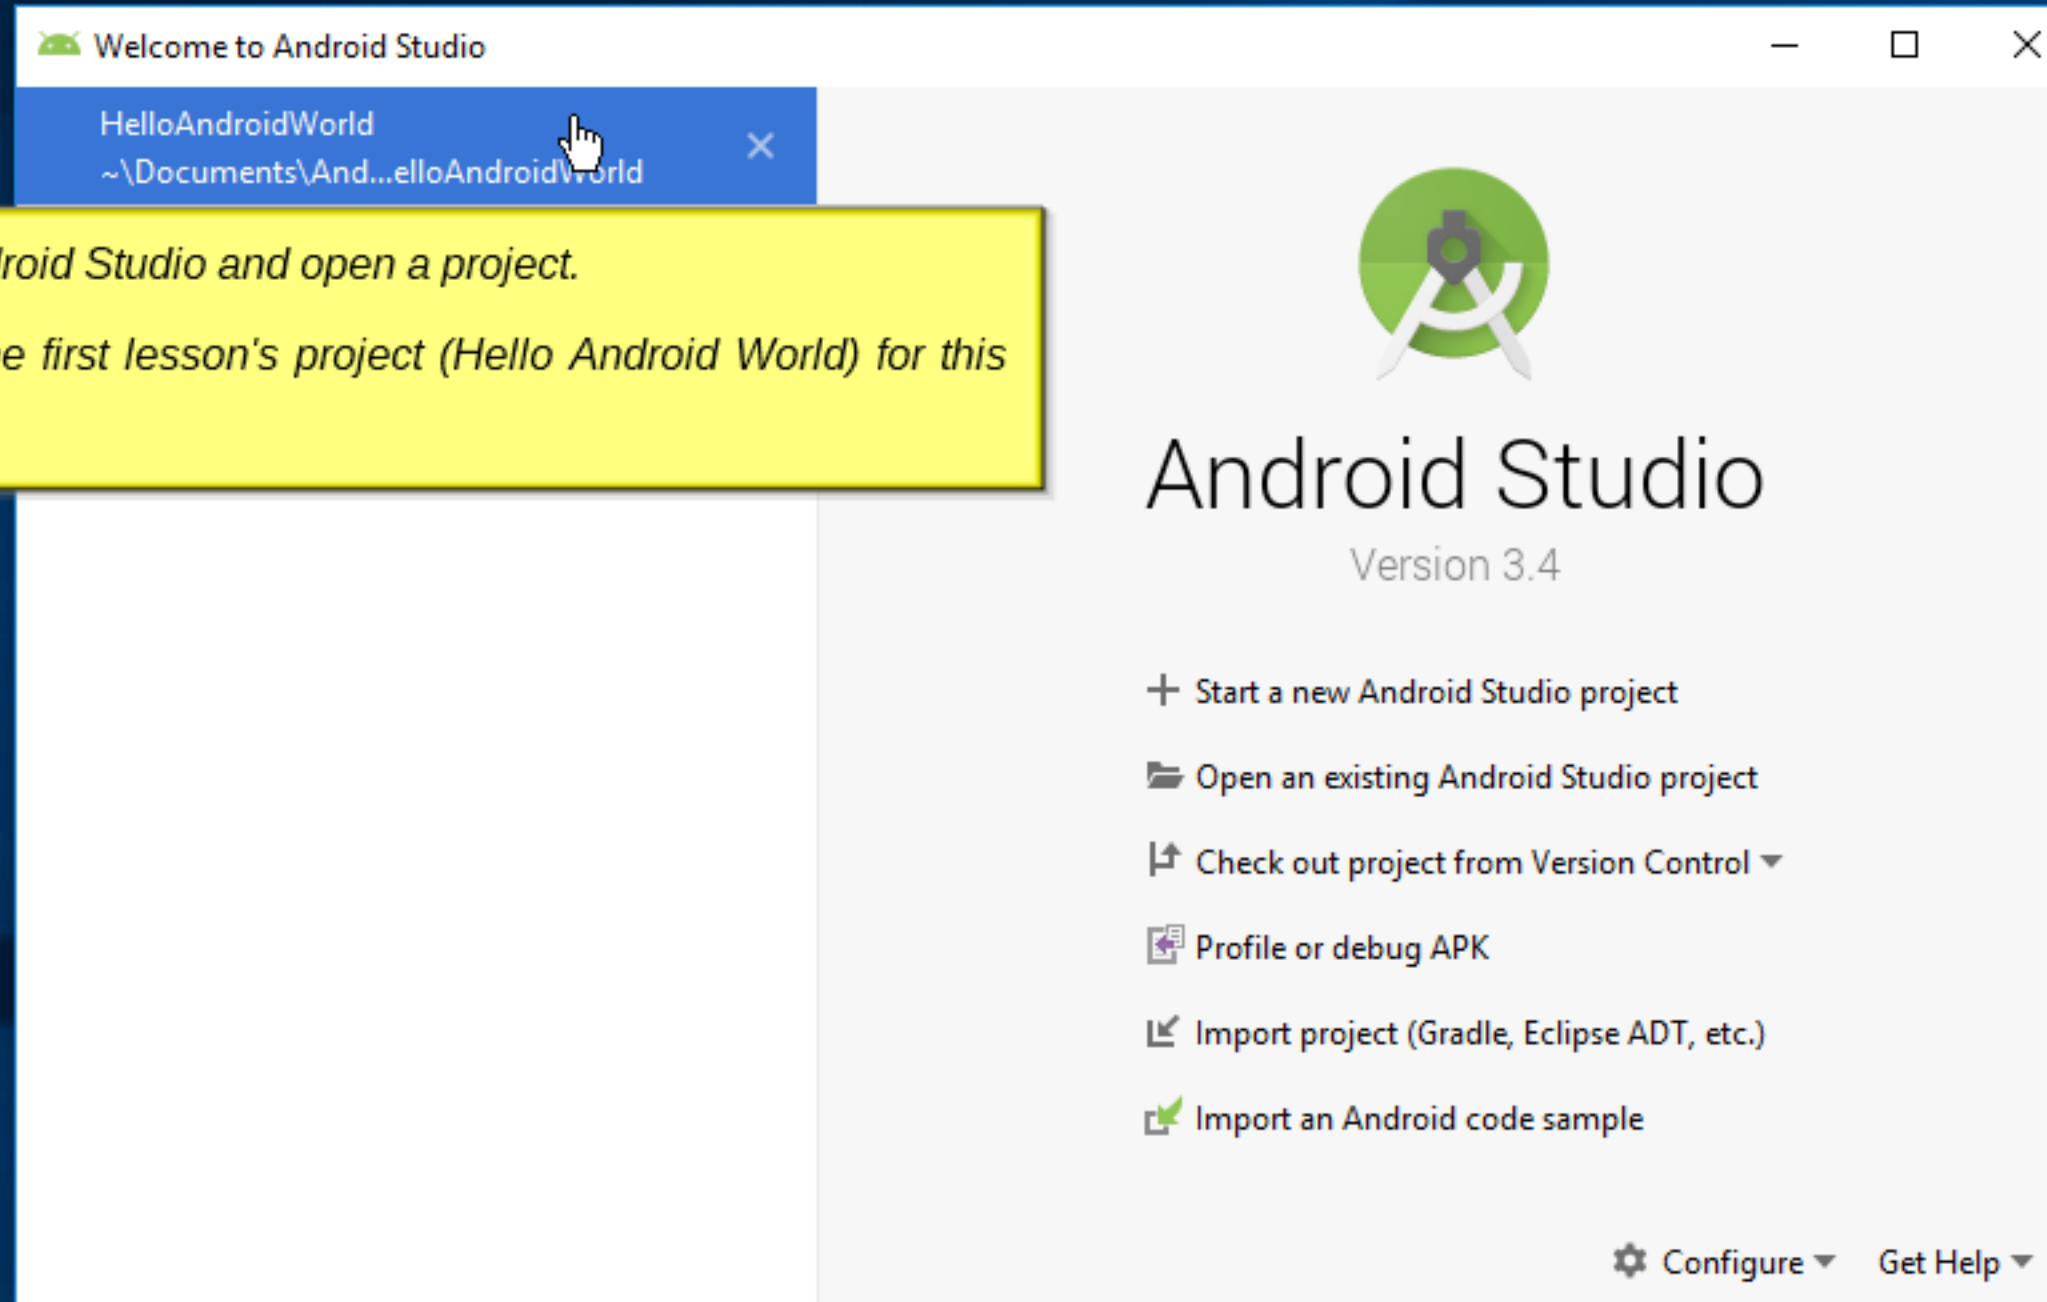 Welcome to Android Studio
HelloAndroidWorld
~\Documents\And...elloAndroidWorld
Studio and open a project.
first lesson's project (Hello Android World) for this
Android Studio
Version 3.4
Start a new Android Studio project
Open an existing Android Studio project
Check out project from Version Control
Profile or debug APK
Import project (Gradle, Eclipse ADT, etc.)
Import an Android code sample
Configure
Get Help